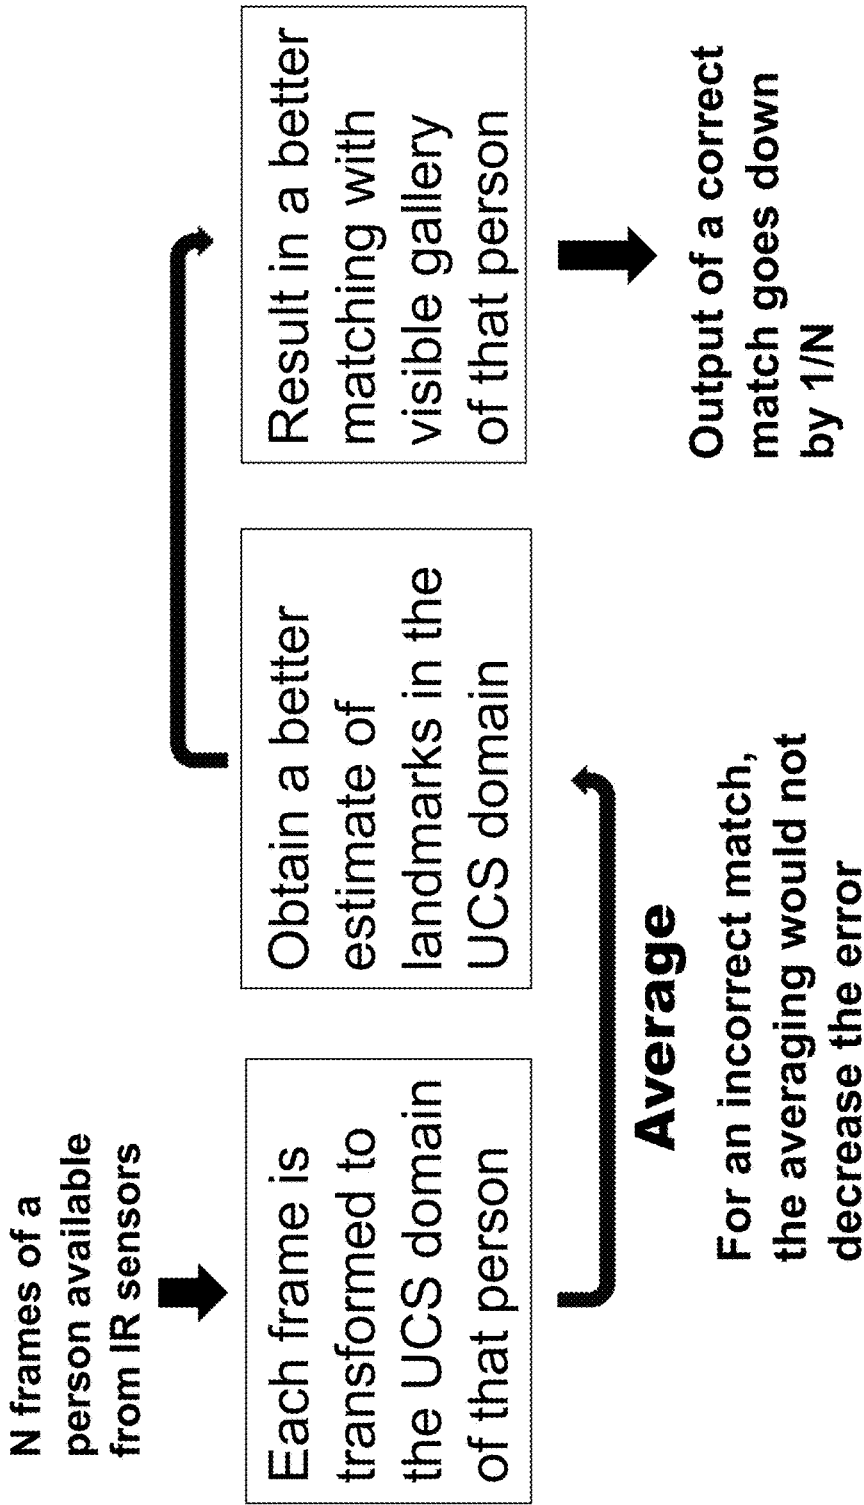 N frames of a
person available
from IR sensors
Each frame is
transformed to
the UCS domain
of that person
Average
For an incorrect match,
the averaging would not
decrease the error
Obtain a better
estimate of
landmarks in the
UCS domain
Result in a better
matching with
visible gallery
of that person
Output of a correct
match goes down
by 1/N